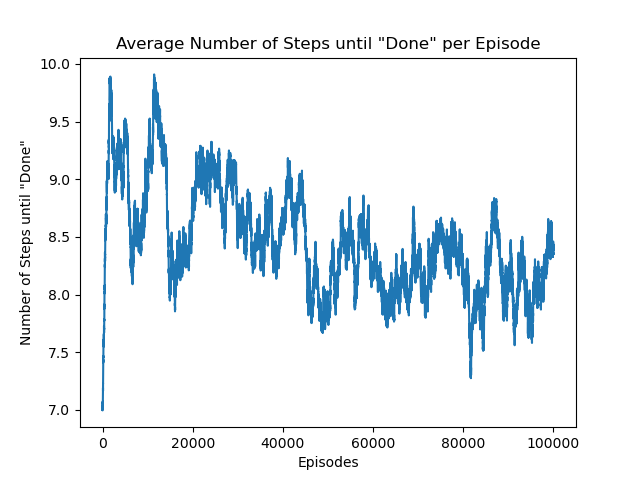 Average Number of Steps until "Done" per Episode
10.0
9.5
9.0
8.5
8.0
7.5
7.0
Number of Steps until "Done"
0 20000 40000 60000 80000 100000
Episodes